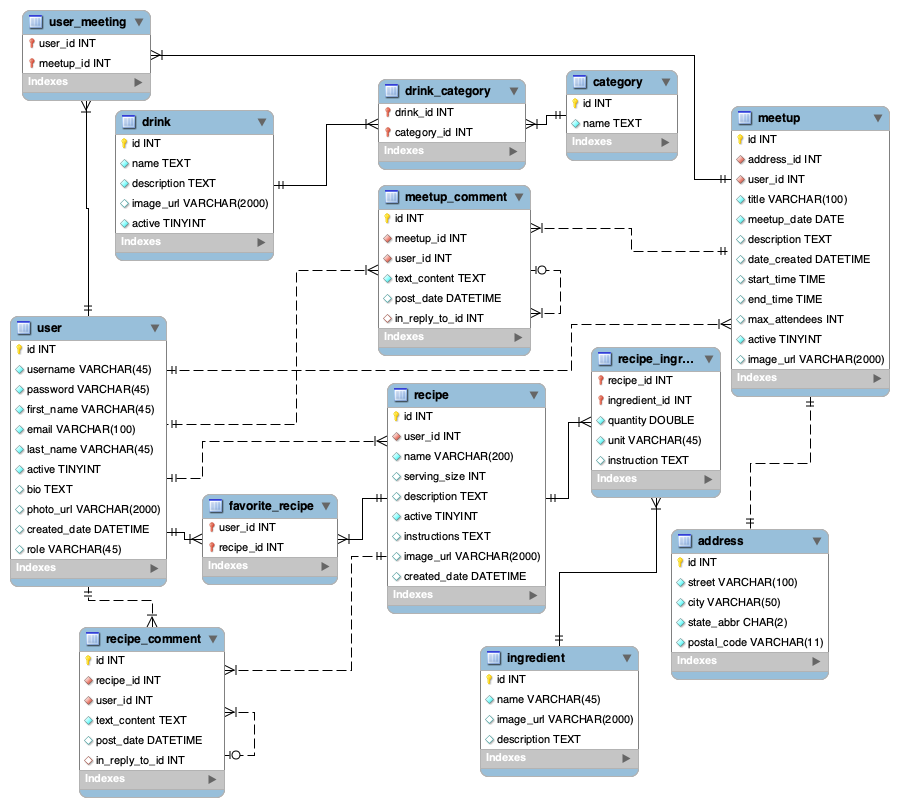 user_meeting
user_id INT
meetup_id INT
Indexes
drink
id INT
name TEXT
description TEXT
image_url VARCHAR(2000)
active TINYINT
Indexes
drink_category
drink_id INT
category_id INT
Indexes
category
id INT
name TEXT
Indexes
meetup
id INT
address_id INT
user_id INT
title VARCHAR(100)
meetup_date DATE
description TEXT
date_created DATETIME
start_time TIME
end_time TIME
max_attendees INT
active TINYINT
image_url VARCHAR(2000)
Indexes
meetup_comment
id INT
meetup_id INT
user_id INT
text_content TEXT
post_date DATETIME
in_reply_to_id INT
Indexes
user
id INT
username VARCHAR(45)
password VARCHAR(45)
first_name VARCHAR(45)
email VARCHAR(100)
last_name VARCHAR(45)
active TINYINT
bio TEXT
photo_url VARCHAR(2000)
created_date DATETIME
role VARCHAR(45)
Indexes
recipe
id INT
user_id INT
name VARCHAR(200)
serving_size INT
description TEXT
active TINYINT
instructions TEXT
image_url VARCHAR(2000)
created_date DATETIME
Indexes
recipe_ingr...
recipe_id INT
ingredient_id INT
quantity DOUBLE
unit VARCHAR(45)
instruction TEXT
Indexes
favorite_recipe
user_id INT
recipe_id INT
Indexes
address
id INT
street VARCHAR(100)
city VARCHAR(50)
state_abbr CHAR(2)
postal_code VARCHAR(11)
Indexes
recipe_comment
id INT
recipe_id INT
user_id INT
text_content TEXT
post_date DATETIME
in_reply_to_id INT
Indexes
ingredient
id INT
name VARCHAR(45)
image_url VARCHAR(2000)
description TEXT
Indexes